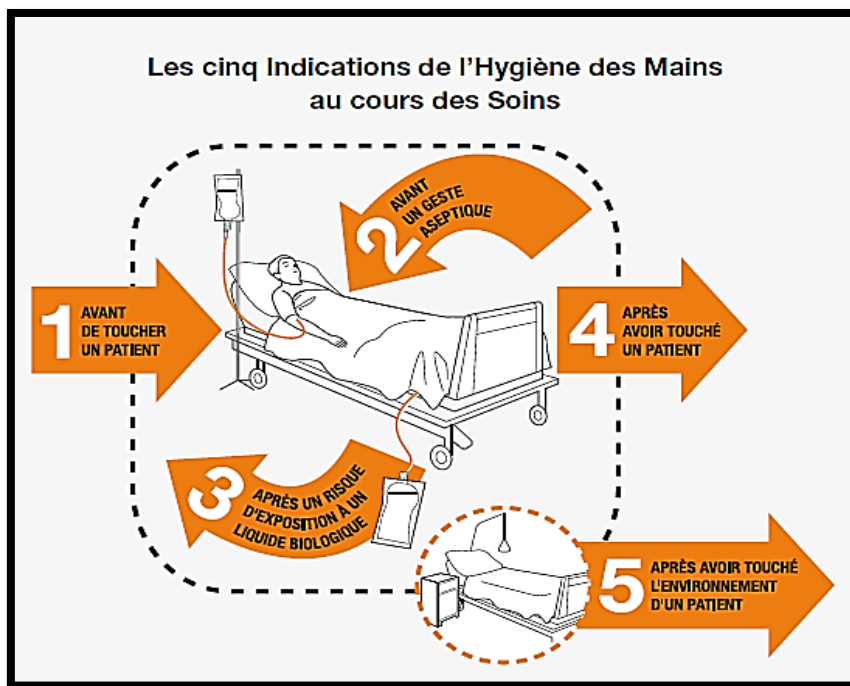 Les cinq Indications de l'Hygiène des Mains
au cours des Soins
1
AVANT
DE TOUCHER
UN PATIENT
2
AVANT
UN GESTE
ASEPTIQUE
3
APRÈS UN RISQUE
D'EXPOSITION À UN
LIQUIDE BIOLOGIQUE
4
APRÈS
AVOIR TOUCHÉ
UN PATIENT
5
APRÈS AVOIR TOUCHÉ
L'ENVIRONNEMENT
D'UN PATIENT